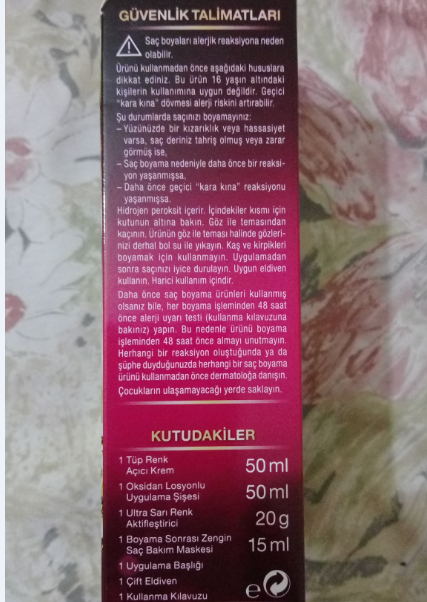 GÜVENLİK TALİMATLARI
Saç boyaları alerjik reaksiyona neden
olabilir.
Ürünü kullanmadan önce aşağıdaki hususlara
dikkat ediniz. Bu ürün 16 yaşın altındaki
kişilerin kullanımına uygun değildir. Geçici
"kara kına" dövmesi alerji riskini artırabilir.
Şu durumlarda saçınızı boyamayınız:
– Yüzünüzde bir kızarıklık veya hassasiyet
varsa, saç deriniz tahriş olmuş veya zarar
görmüş ise,
– Saç boyama nedeniyle daha önce bir reaksi-
yon yaşanmışsa,
– Daha önce geçici "kara kına" reaksiyonu
yaşanmışsa.
Hidrojen peroksit içerir. İçindekiler kısmı için
kutunun altına bakın. Göz ile temasından
kaçının. Ürünün göz ile teması halinde gözleri-
nizi derhal bol su ile yıkayın. Kaş ve kirpikleri
boyamak için kullanmayın. Uygulamadan
sonra saçınızı iyice durulayın. Uygun eldiven
kullanın. Harici kullanım içindir.
Daha önce saç boyama ürünleri kullanmış
olsanız bile, her boyama işleminden 48 saat
önce alerji uyarı testi (kullanma kılavuzuna
bakınız) yapın. Bu nedenle ürünü boyama
işleminden 48 saat önce almayı unutmayın.
Herhangi bir reaksiyon oluştuğunda ya da
şüphe duyduğunuzda herhangi bir saç boyama
ürünü kullanmadan önce dermatoloğa danışın.
Çocukların ulaşamayacağı yerde saklayın.
KUTUDAKİLER
1 Tüp Renk
Açıcı Krem 50 ml
1 Oksidan Losyonlu
Uygulama Şişesi 50 ml
1 Ultra Sarı Renk
Aktifleştirici 20 g
1 Boyama Sonrası Zengin
Saç Bakım Maskesi 15 ml
1 Uygulama Başlığı
1 Çift Eldiven
1 Kullanma Kılavuzu e